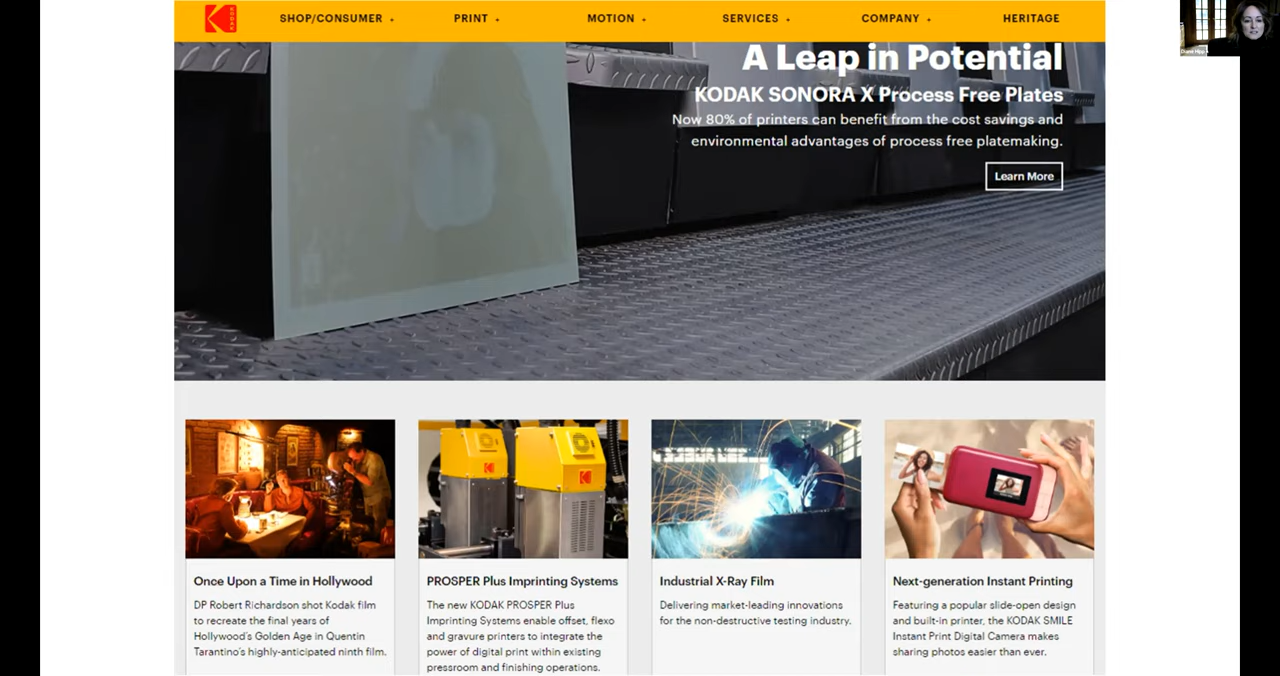 KODAK
SHOP/CONSUMER +
PRINT +
MOTION +
SERVICES +
COMPANY +
HERITAGE
A Leap in Potential
KODAK SONORA X Process Free Plates
Now 80% of printers can benefit from the cost savings and
environmental advantages of process free platemaking.
Learn More
Once Upon a Time in Hollywood
DP Robert Richardson shot Kodak film
to recreate the final years of
Hollywood's Golden Age in Quentin
Tarantino's highly-anticipated ninth film.
PROSPER Plus Imprinting Systems
The new KODAK PROSPER Plus
Imprinting Systems enable offset, flexo
and gravure printers to integrate the
power of digital print within existing
pressroom and finishing operations.
Industrial X-Ray Film
Delivering market-leading innovations
for the non-destructive testing industry.
Next-generation Instant Printing
Featuring a popular slide-open design
and built-in printer, the KODAK SMILE
Instant Print Digital Camera makes
sharing photos easier than ever.